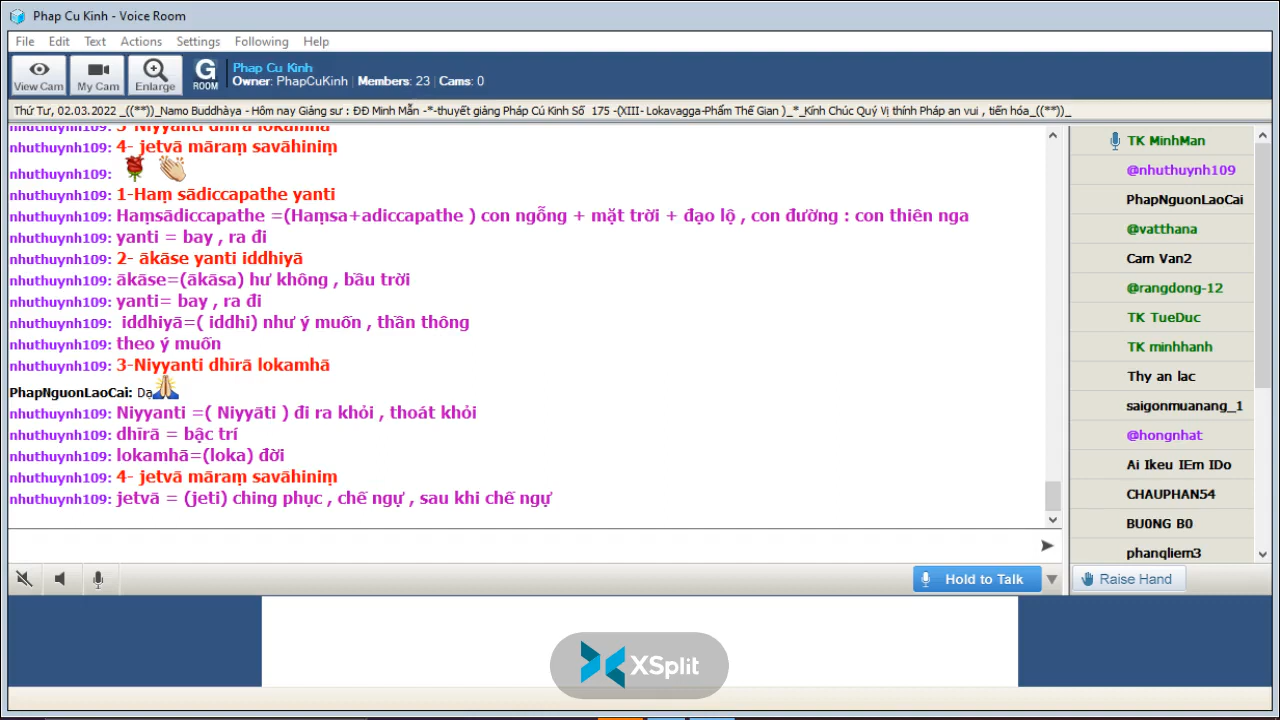 Phap Cu Kinh - Voice Room
File Edit Text Actions Settings Following Help
View Cam My Cam Enlarge G ROOM
Phap Cu Kinh
Owner: PhapCuKinh Members: 23 Cams: 0
Thứ Tư, 02.03.2022 _((**))_Namo Buddhàya - Hôm nay Giảng sư : ĐĐ Minh Mẫn -*-thuyết giảng Pháp Cú Kinh Số 175 -(XIII- Lokavagga-Phẩm Thế Gian )_*_Kính Chúc Quý Vị thính Pháp an vui , tiến hóa_((**))_
3-Niyyanti dhīrā lokamhā
nhuthuynh109: 4- jetvā māraṃ savāhiniṃ
nhuthuynh109:
nhuthuynh109: 1-Haṃ sādiccapathe yanti
nhuthuynh109: Haṃsādiccapathe =(Haṃsa+adiccapathe ) con ngỗng + mặt trời + đạo lộ , con đường : con thiên nga
nhuthuynh109: yanti = bay , ra đi
nhuthuynh109: 2- ākāse yanti iddhiyā
nhuthuynh109: ākāse=(ākāsa) hư không , bầu trời
nhuthuynh109: yanti= bay , ra đi
nhuthuynh109: iddhiyā=( iddhi) như ý muốn , thần thông
nhuthuynh109: theo ý muốn
nhuthuynh109: 3-Niyyanti dhīrā lokamhā
PhapNguonLaoCai: Dạ
nhuthuynh109: Niyyanti =( Niyyāti ) đi ra khỏi , thoát khỏi
nhuthuynh109: dhīrā = bậc trí
nhuthuynh109: lokamhā=(loka) đời
nhuthuynh109: 4- jetvā māraṃ savāhiniṃ
nhuthuynh109: jetvā = (jeti) ching phục , chế ngự , sau khi chế ngự
TK MinhMan
@nhuthuynh109
PhapNguonLaoCai
@vatthana
Cam Van2
@rangdong-12
TK TueDuc
TK minhhanh
Thy an lac
saigonmuanang_1
@hongnhat
Ai Ikeu IEm IDo
CHAUPHAN54
BU0NG B0
phanqliem3
Hold to Talk
Raise Hand
XSplit